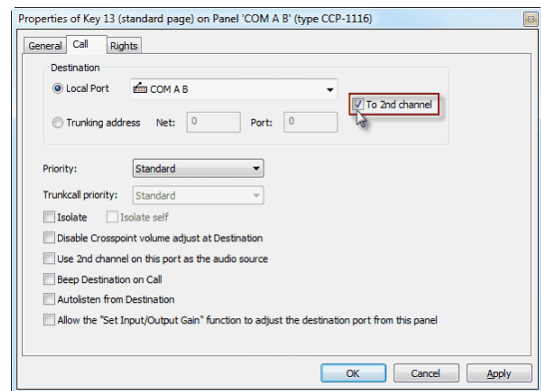 Properties of Key 13 (standard page) on Panel 'COM A B' (type CCP-1116)
General Call Rights
Destination
Local Port COM A B
To 2nd channel
Trunking address Net: 0 Port: 0
Priority: Standard
Trunkcall priority: Standard
Isolate Isolate self
Disable Crosspoint volume adjust at Destination
Use 2nd channel on this port as the audio source
Beep Destination on Call
Autolisten from Destination
Allow the "Set Input/Output Gain" function to adjust the destination port from this panel
OK Cancel Apply